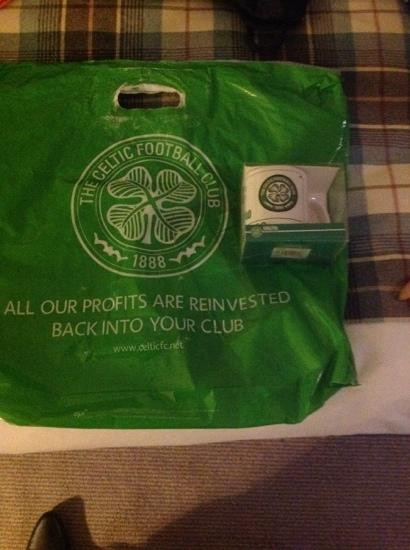 THE CELTIC FOOTBALL CLUB
1888
ALL OUR PROFITS ARE REINVESTED
BACK INTO YOUR CLUB
www.celticfc.net